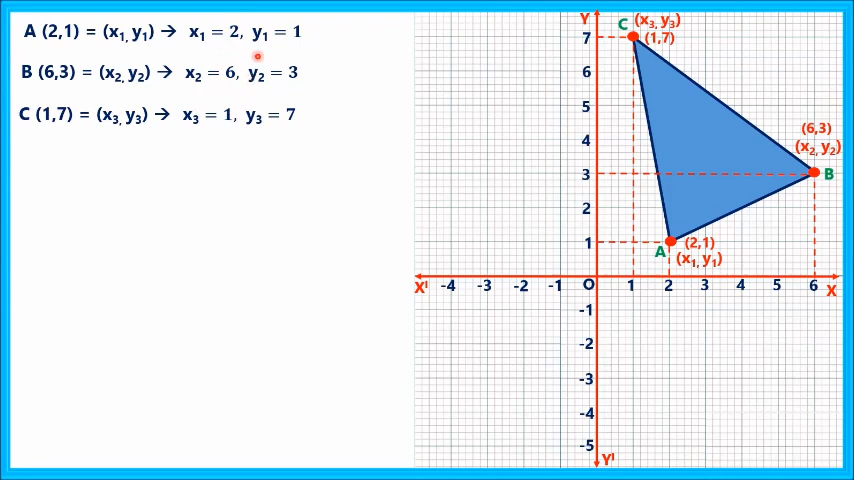 A (2,1) = (x₁, y₁) → x₁ = 2, y₁ = 1
B (6,3) = (x₂, y₂) → x₂ = 6, y₂ = 3
C (1,7) = (x₃, y₃) → x₃ = 1, y₃ = 7
Y
C (x₃, y₃)
7 (1,7)
6
5
(6,3)
4 (x₂, y₂)
3 B
2
1 (2,1)
A (x₁, y₁)
X' -4 -3 -2 -1 O 1 2 3 4 5 6 X
-1
-2
-3
-4
-5
Y'